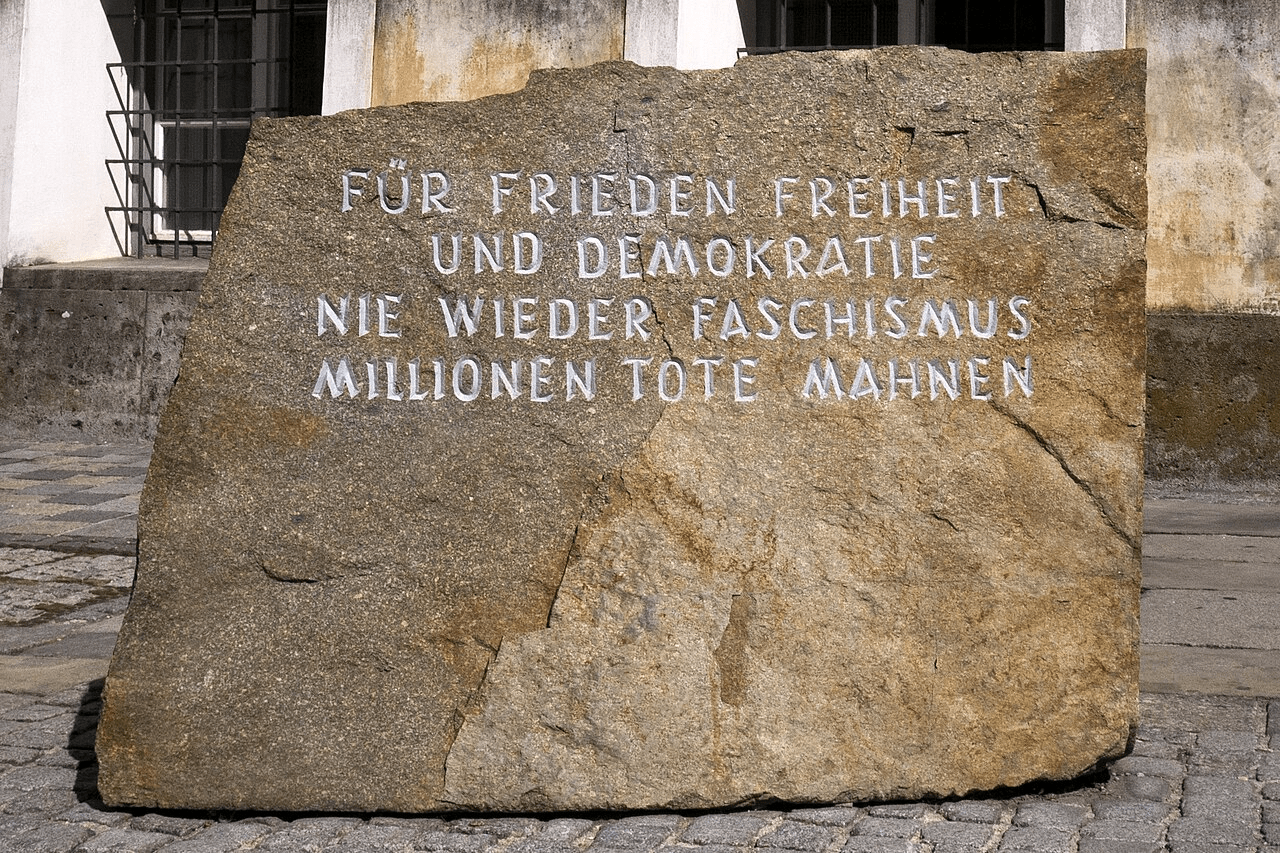 FÜR FRIEDEN FREIHEIT
UND DEMOKRATIE
NIE WIEDER FASCHISMUS
MILLIONEN TOTE MAHNEN